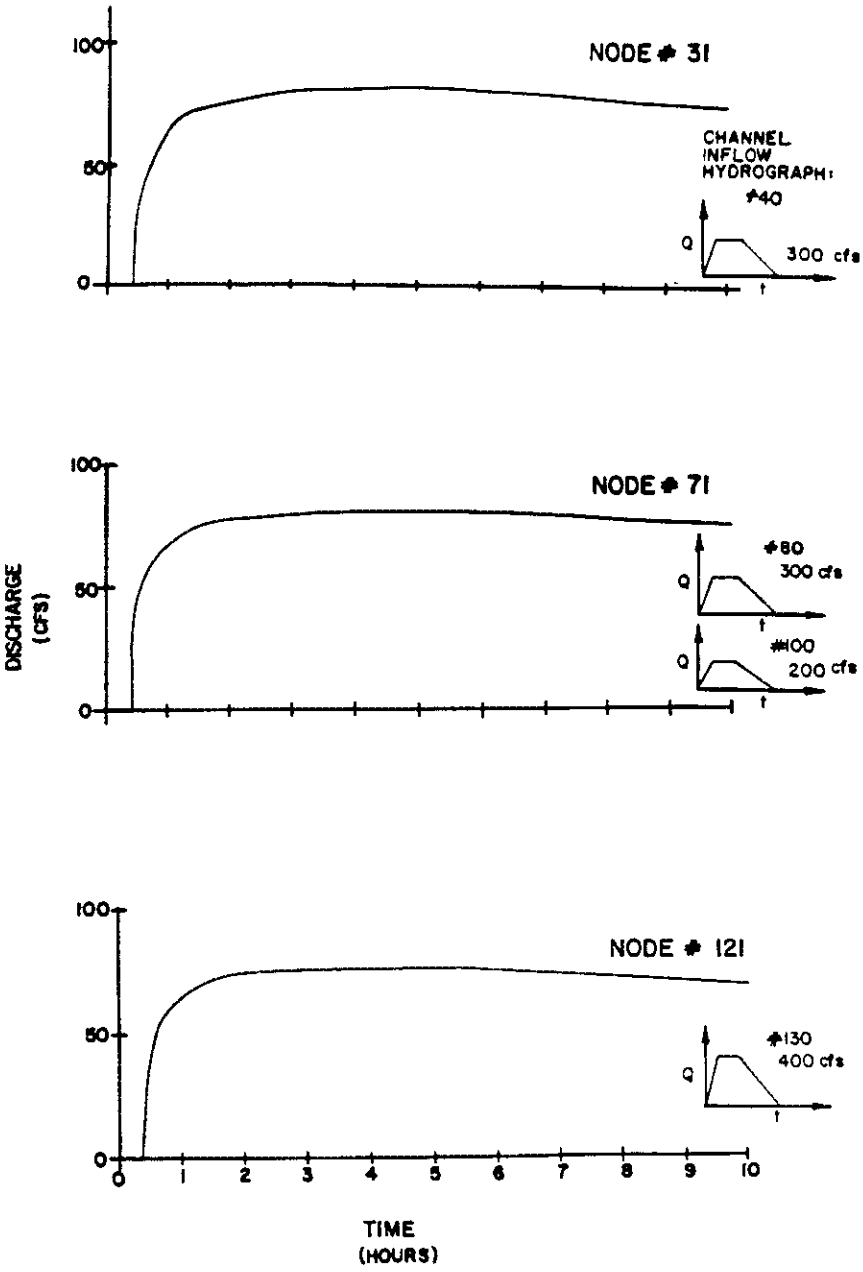 100
NODE # 31
CHANNEL
INFLOW
HYDROGRAPH:
#40
50
Q
300 cfs
0
t
100
NODE # 71
#80
300 cfs
50
Q
DISCHARGE
(CFS)
#100
Q
200 cfs
0
t
100
NODE # 121
50
#130
400 cfs
Q
t
0
0 1 2 3 4 5 6 7 8 9 10
TIME
(HOURS)